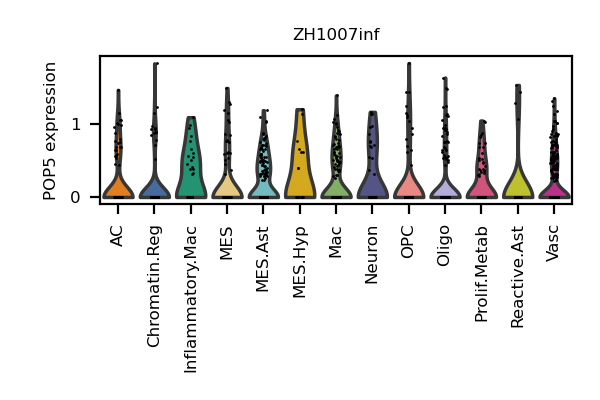 ZH1007inf
POP5 expression
1
0
AC
Chromatin.Reg
Inflammatory.Mac
MES
MES.Ast
MES.Hyp
Mac
Neuron
OPC
Oligo
Prolif.Metab
Reactive.Ast
Vasc